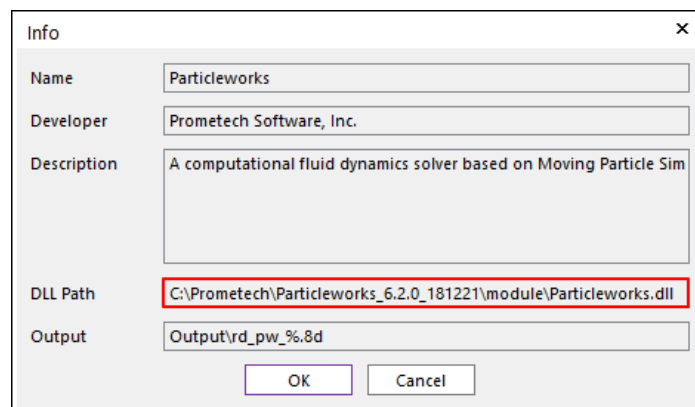 Info
Name Particleworks
Developer Prometech Software, Inc.
Description A computational fluid dynamics solver based on Moving Particle Sim
DLL Path C:\Prometech\Particleworks_6.2.0_181221\module\Particleworks.dll
Output Output\rd_pw_%.8d
OK Cancel